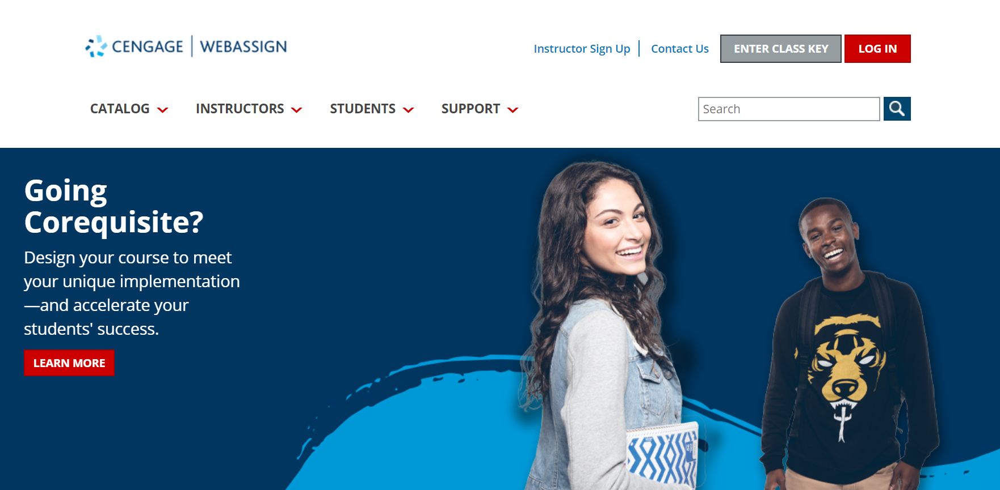 CENGAGE | WEBASSIGN
Instructor Sign Up
Contact Us
ENTER CLASS KEY
LOG IN
CATALOG
INSTRUCTORS
STUDENTS
SUPPORT
Search
Going
Corequisite?
Design your course to meet
your unique implementation
—and accelerate your
students' success.
LEARN MORE